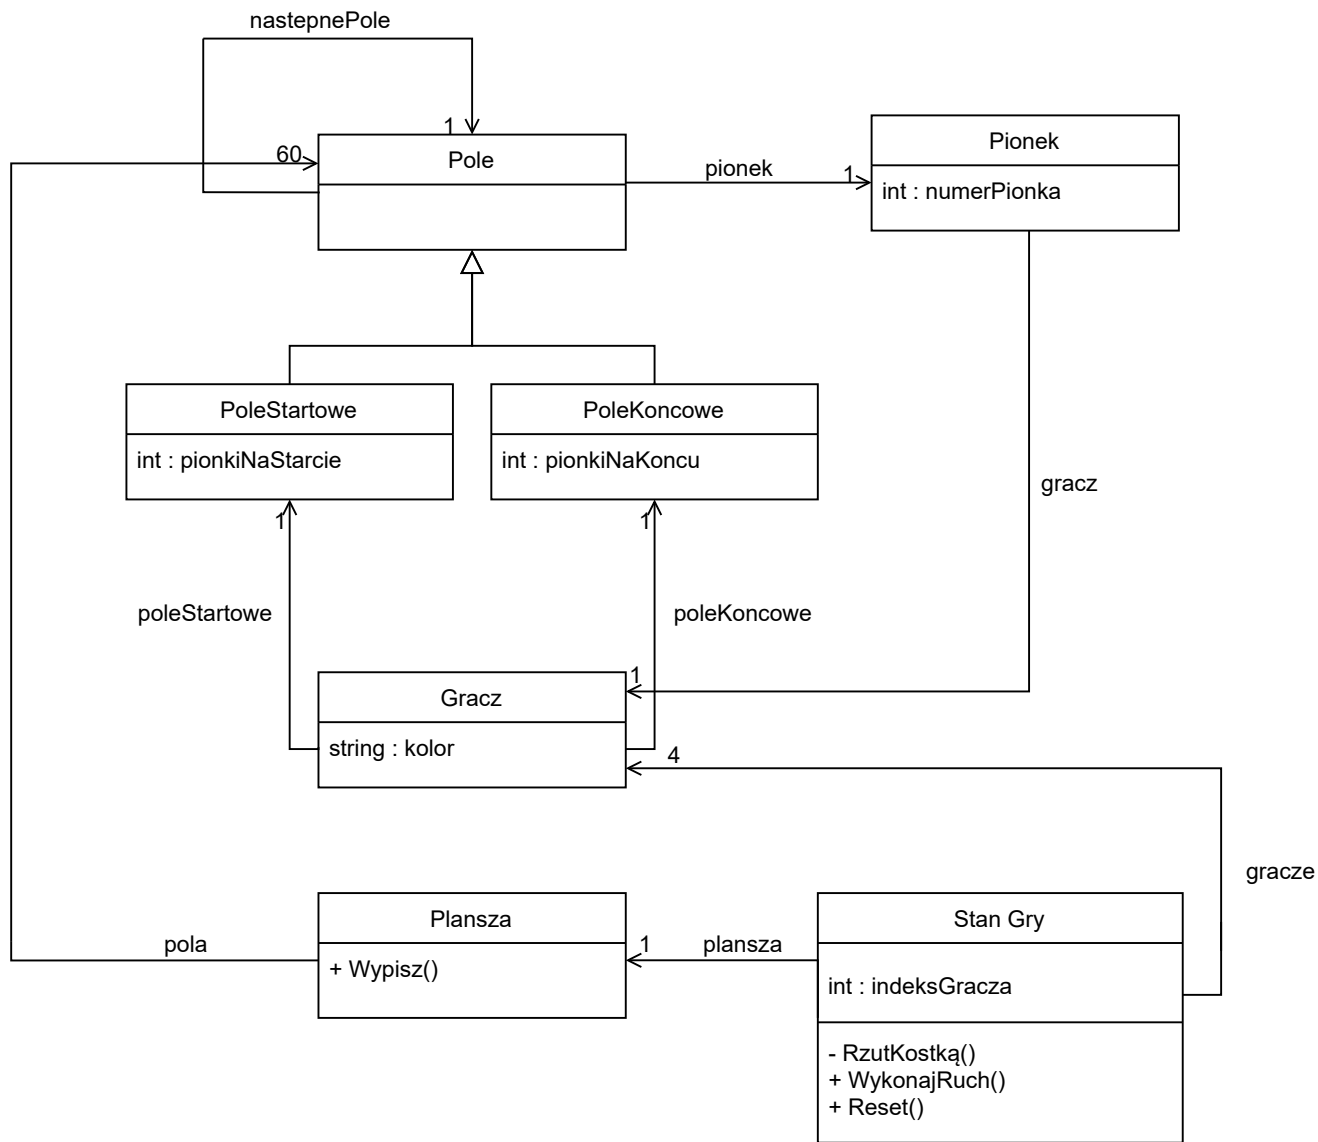 nastepnePole
1
60
Pole
pionek
1
Pionek
int : numerPionka
PoleStartowe
int : pionkiNaStarcie
PoleKoncowe
int : pionkiNaKoncu
gracz
1
1
poleStartowe
poleKoncowe
1
Gracz
string : kolor
4
gracze
pola
Plansza
+ Wypisz()
1
plansza
Stan Gry
int : indeksGracza
- RzutKostką()
+ WykonajRuch()
+ Reset()